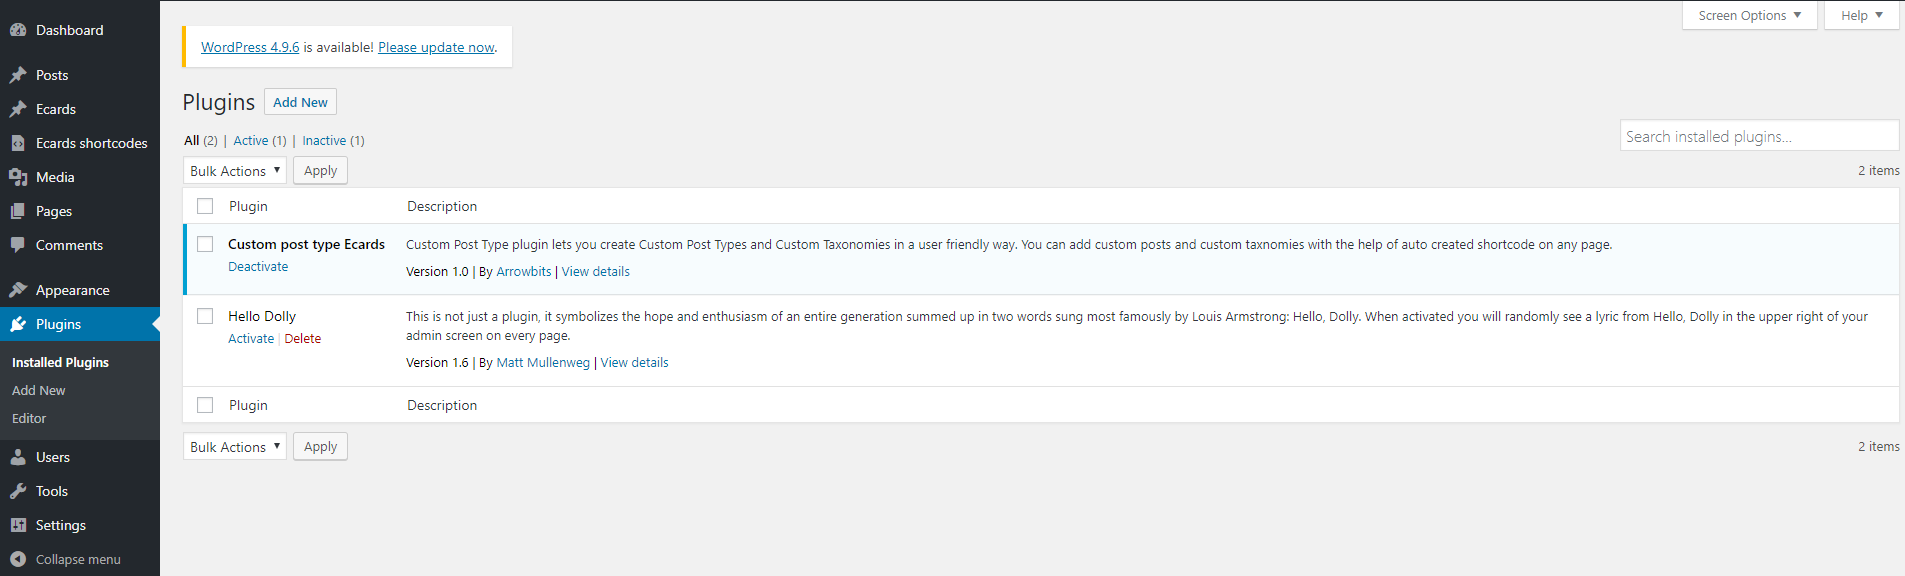 Dashboard
Posts
Ecards
Ecards shortcodes
Media
Pages
Comments
Appearance
Plugins
Installed Plugins
Add New
Editor
Users
Tools
Settings
Collapse menu
Screen Options
Help
WordPress 4.9.6 is available! Please update now.
Plugins Add New
All (2) | Active (1) | Inactive (1)
Search installed plugins...
Bulk Actions Apply
2 items
Plugin Description
Custom post type Ecards
Deactivate
Custom Post Type plugin lets you create Custom Post Types and Custom Taxonomies in a user friendly way. You can add custom posts and custom taxnomies with the help of auto created shortcode on any page.
Version 1.0 | By Arrowbits | View details
Hello Dolly
Activate | Delete
This is not just a plugin, it symbolizes the hope and enthusiasm of an entire generation summed up in two words sung most famously by Louis Armstrong: Hello, Dolly. When activated you will randomly see a lyric from Hello, Dolly in the upper right of your
admin screen on every page.
Version 1.6 | By Matt Mullenweg | View details
Plugin Description
Bulk Actions Apply
2 items